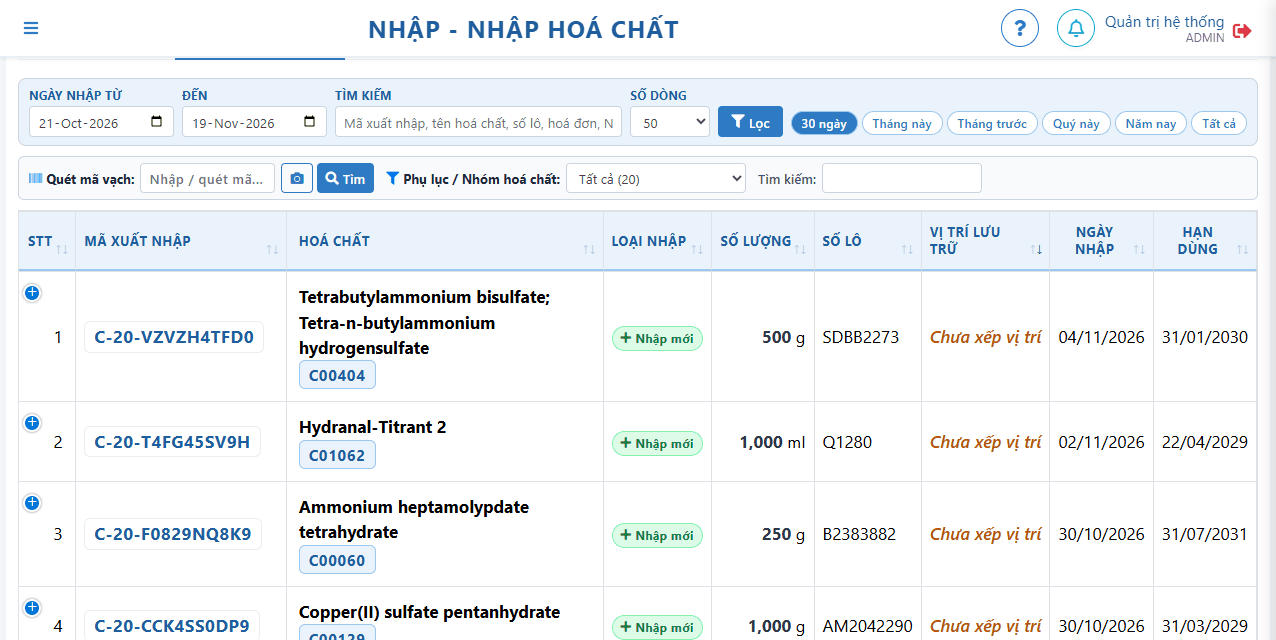 NHẬP - NHẬP HOÁ CHẤT
?
Quản trị hệ thống
ADMIN
NGÀY NHẬP TỪ
ĐẾN
TÌM KIẾM
SỐ DÒNG
21-Oct-2026
19-Nov-2026
Mã xuất nhập, tên hoá chất, số lô, hoá đơn, N
50
Lọc
30 ngày
Tháng này
Tháng trước
Quý này
Năm nay
Tất cả
Quét mã vạch:
Nhập / quét mã...
Tìm
Phụ lục / Nhóm hoá chất:
Tất cả (20)
Tìm kiếm:
STT
MÃ XUẤT NHẬP
HOÁ CHẤT
LOẠI NHẬP
SỐ LƯỢNG
SỐ LÔ
VỊ TRÍ LƯU
TRỮ
NGÀY
NHẬP
HẠN
DÙNG
1
C-20-VZVZH4TFD0
Tetrabutylammonium bisulfate;
Tetra-n-butylammonium
hydrogensulfate
C00404
Nhập mới
500 g
SDBB2273
Chưa xếp vị trí
04/11/2026
31/01/2030
2
C-20-T4FG45SV9H
Hydranal-Titrant 2
C01062
Nhập mới
1,000 ml
Q1280
Chưa xếp vị trí
02/11/2026
22/04/2029
3
C-20-F0829NQ8K9
Ammonium heptamolypdate
tetrahydrate
C00060
Nhập mới
250 g
B2383882
Chưa xếp vị trí
30/10/2026
31/07/2031
4
C-20-CCK4SS0DP9
Copper(II) sulfate pentanhydrate
C00129
Nhập mới
1,000 g
AM2042290
Chưa xếp vị trí
30/10/2026
31/03/2029